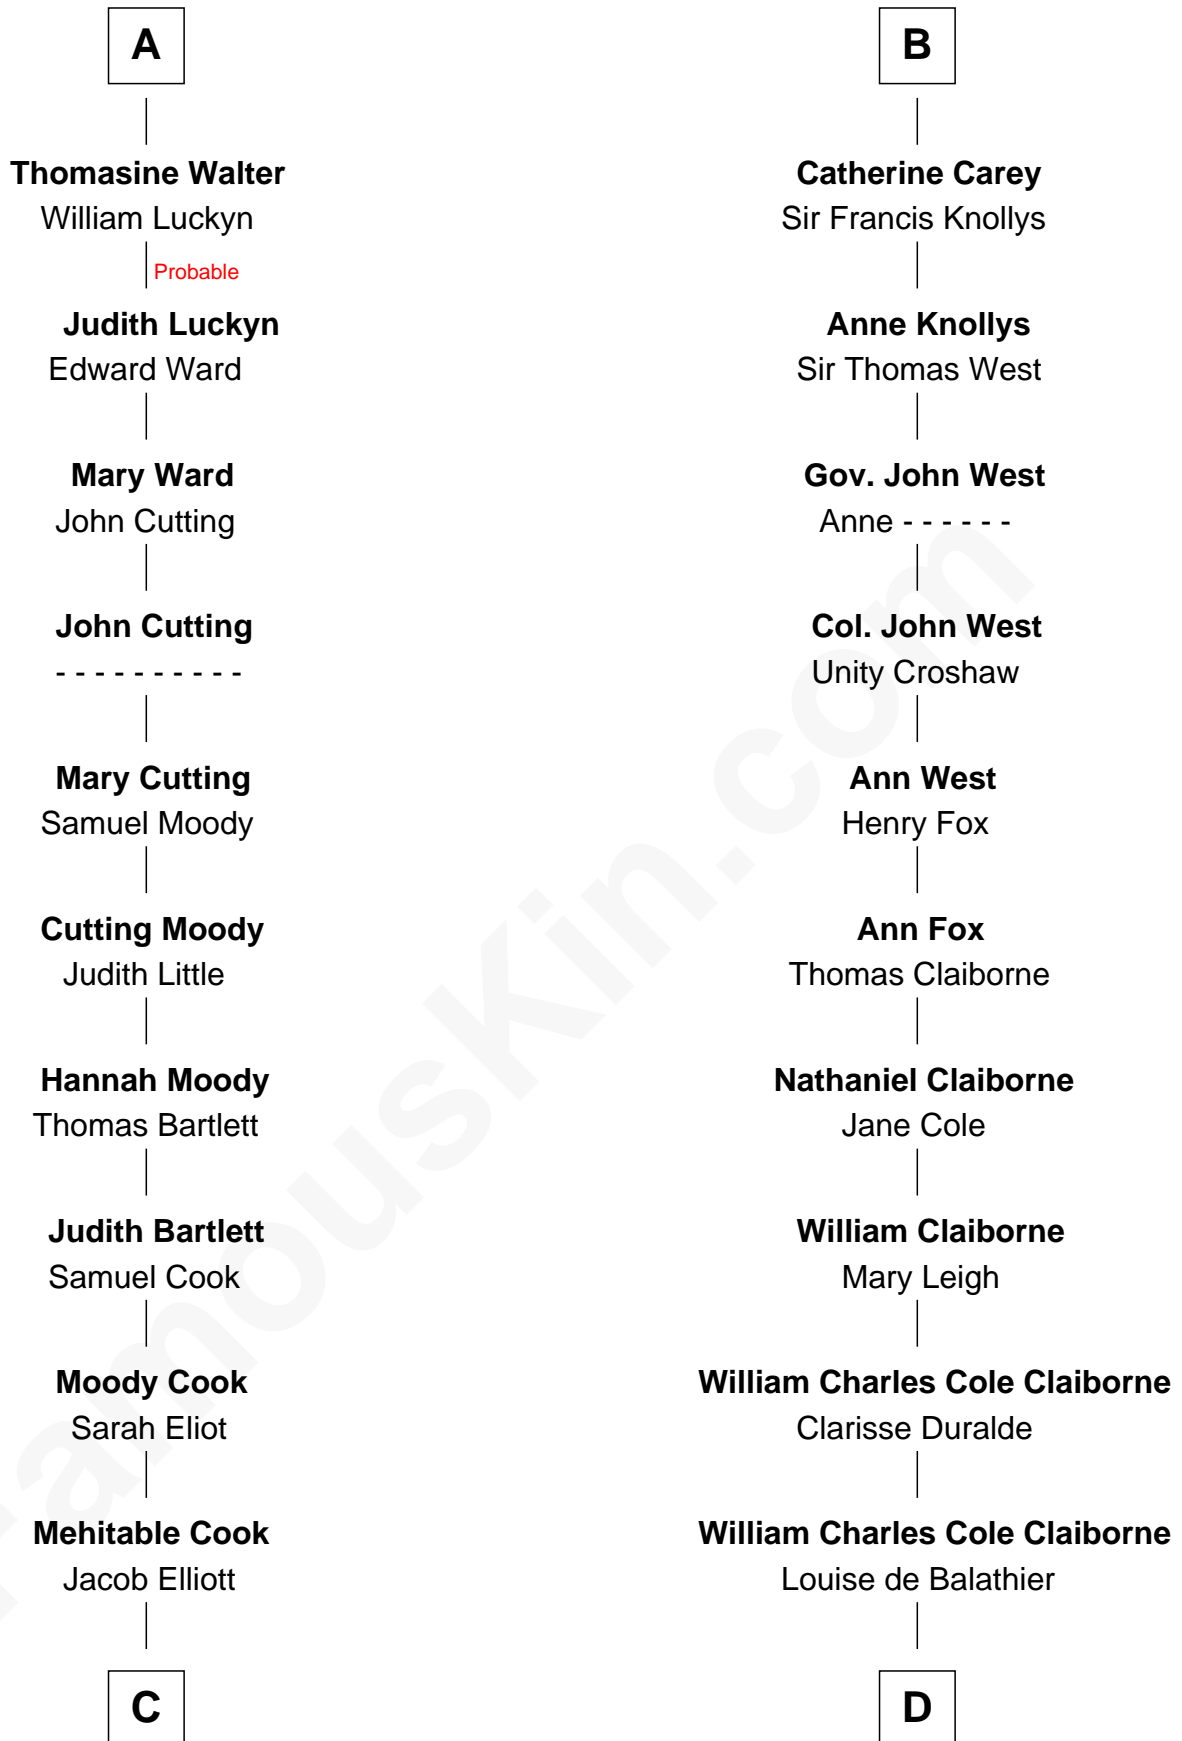 A
Thomasine Walter
William Luckyn
Probable
Judith Luckyn
Edward Ward
Mary Ward
John Cutting
John Cutting
- - - - - - - - - -
Mary Cutting
Samuel Moody
Cutting Moody
Judith Little
Hannah Moody
Thomas Bartlett
Judith Bartlett
Samuel Cook
Moody Cook
Sarah Eliot
Mehitable Cook
Jacob Elliott
C
B
Catherine Carey
Sir Francis Knollys
Anne Knollys
Sir Thomas West
Gov. John West
Anne - - - - - -
Col. John West
Unity Croshaw
Ann West
Henry Fox
Ann Fox
Thomas Claiborne
Nathaniel Claiborne
Jane Cole
William Claiborne
Mary Leigh
William Charles Cole Claiborne
Clarisse Duralde
William Charles Cole Claiborne
Louise de Balathier
D
FamousKin.com